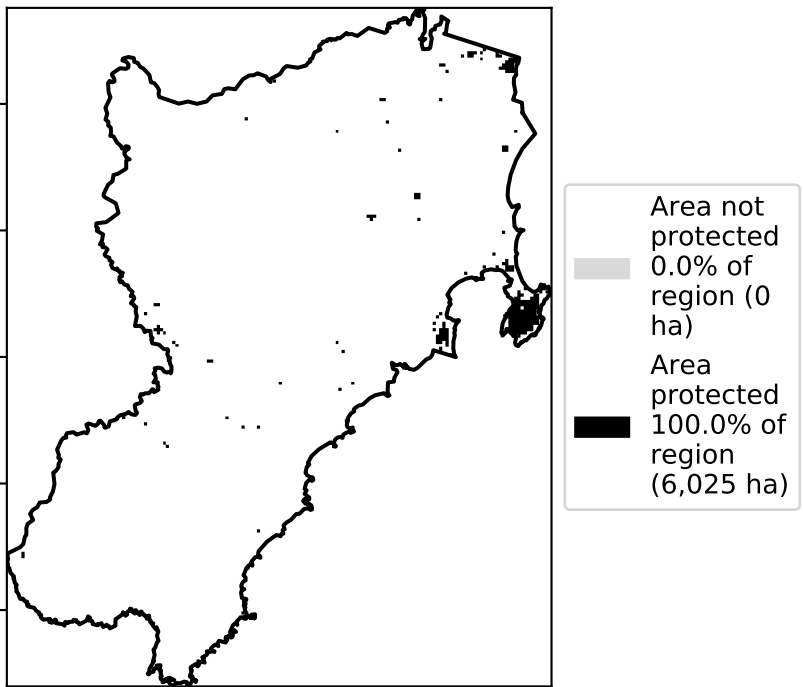 Area not
protected
0.0% of
region (0
ha)
Area
protected
100.0% of
region
(6,025 ha)